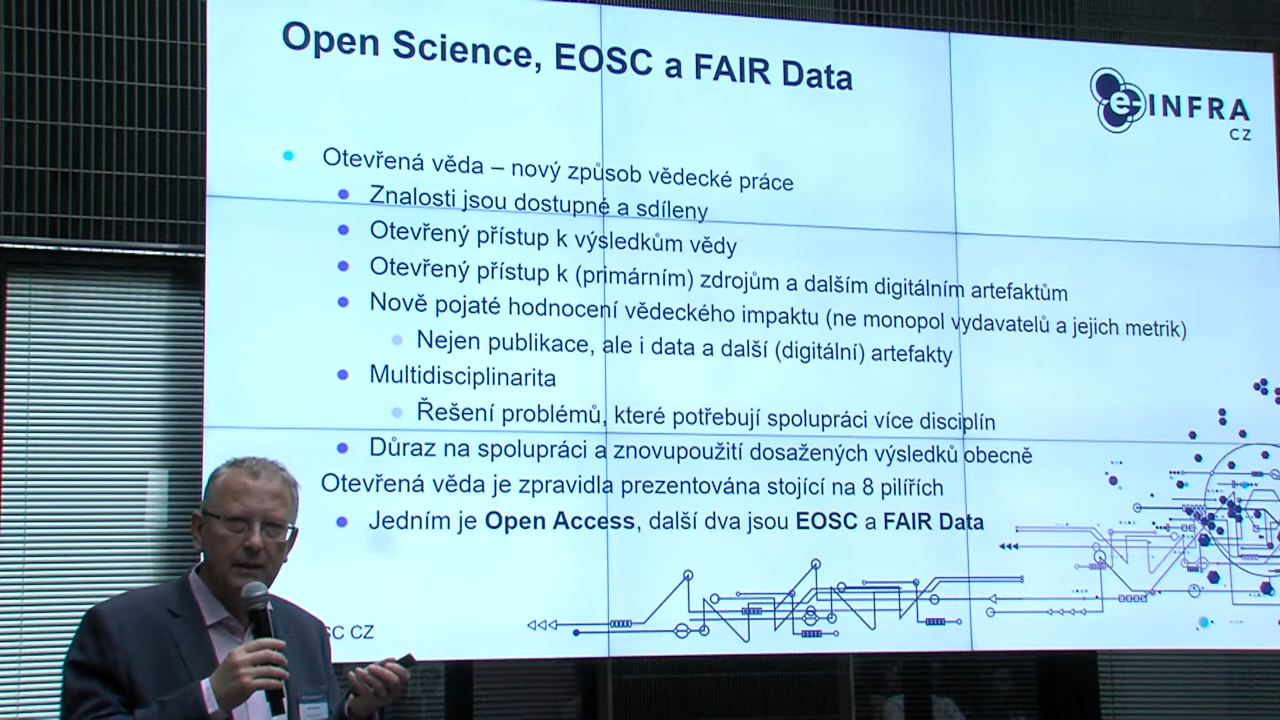 Open Science, EOSC a FAIR Data
e-INFRA
CZ
Otevřená věda – nový způsob vědecké práce
Znalosti jsou dostupné a sdíleny
Otevřený přístup k výsledkům vědy
Otevřený přístup k (primárním) zdrojům a dalším digitálním artefaktům
Nově pojaté hodnocení vědeckého impaktu (ne monopol vydavatelů a jejich metrik)
Nejen publikace, ale i data a další (digitální) artefakty
Multidisciplinarita
Řešení problémů, které potřebují spolupráci více disciplín
Důraz na spolupráci a znovupoužití dosažených výsledků obecně
Otevřená věda je zpravidla prezentována stojící na 8 pilířích
Jedním je Open Access, další dva jsou EOSC a FAIR Data
SC CZ